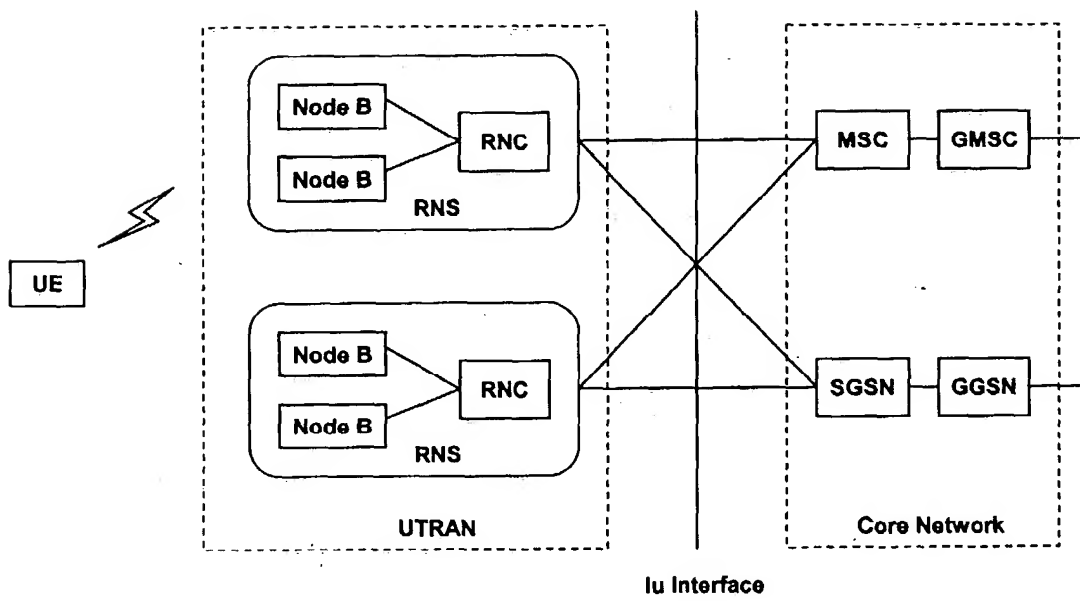 Node B
Node B
RNC
RNS
MSC
GMSC
UE
Node B
Node B
RNC
RNS
SGSN
GGSN
UTRAN
Core Network
Iu Interface